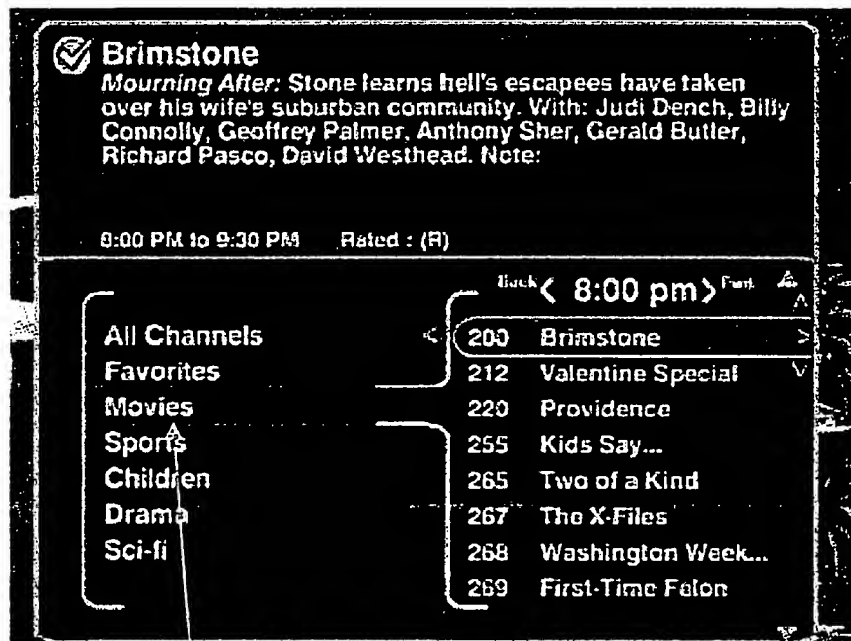 Brimstone
Mourning After: Stone learns hell's escapees have taken
over his wife's suburban community. With: Judi Dench, Billy
Connolly, Geoffrey Palmer, Anthony Sher, Gerald Butler,
Richard Pasco, David Westhead. Note:
8:00 PM to 9:30 PM Rated : (R)
Back < 8:00 pm >
All Channels
Favorites
Movies
Sports
Children
Drama
Sci-fi
< 200 Brimstone >
212 Valentine Special
220 Providence
255 Kids Say...
265 Two of a Kind
267 The X-Files
268 Washington Week...
269 First-Time Felon